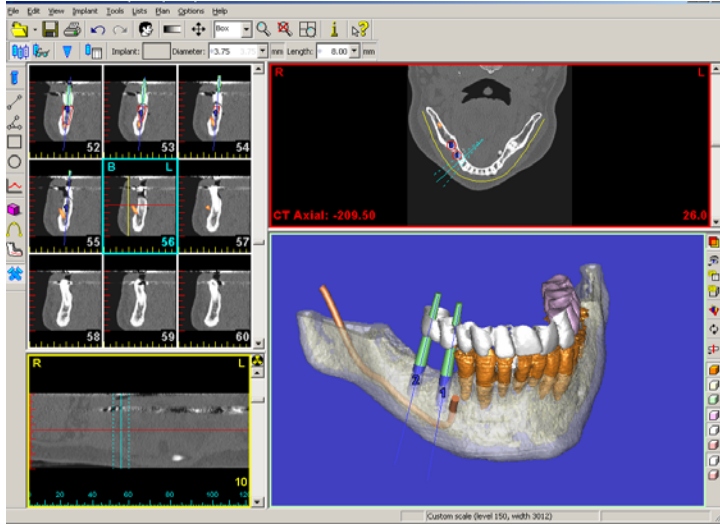 File Edit View Implant Tools Lists Plan Options Help
Box
Implant: Diameter: 3.75 mm Length: 8.00 mm
52 53 54
B L
55 56 57
58 59 60
R L
10
20 40 60 80 100 120
R L
CT Axial: -209.50 26.0
2 1
Custom scale (level 150, width 3012)